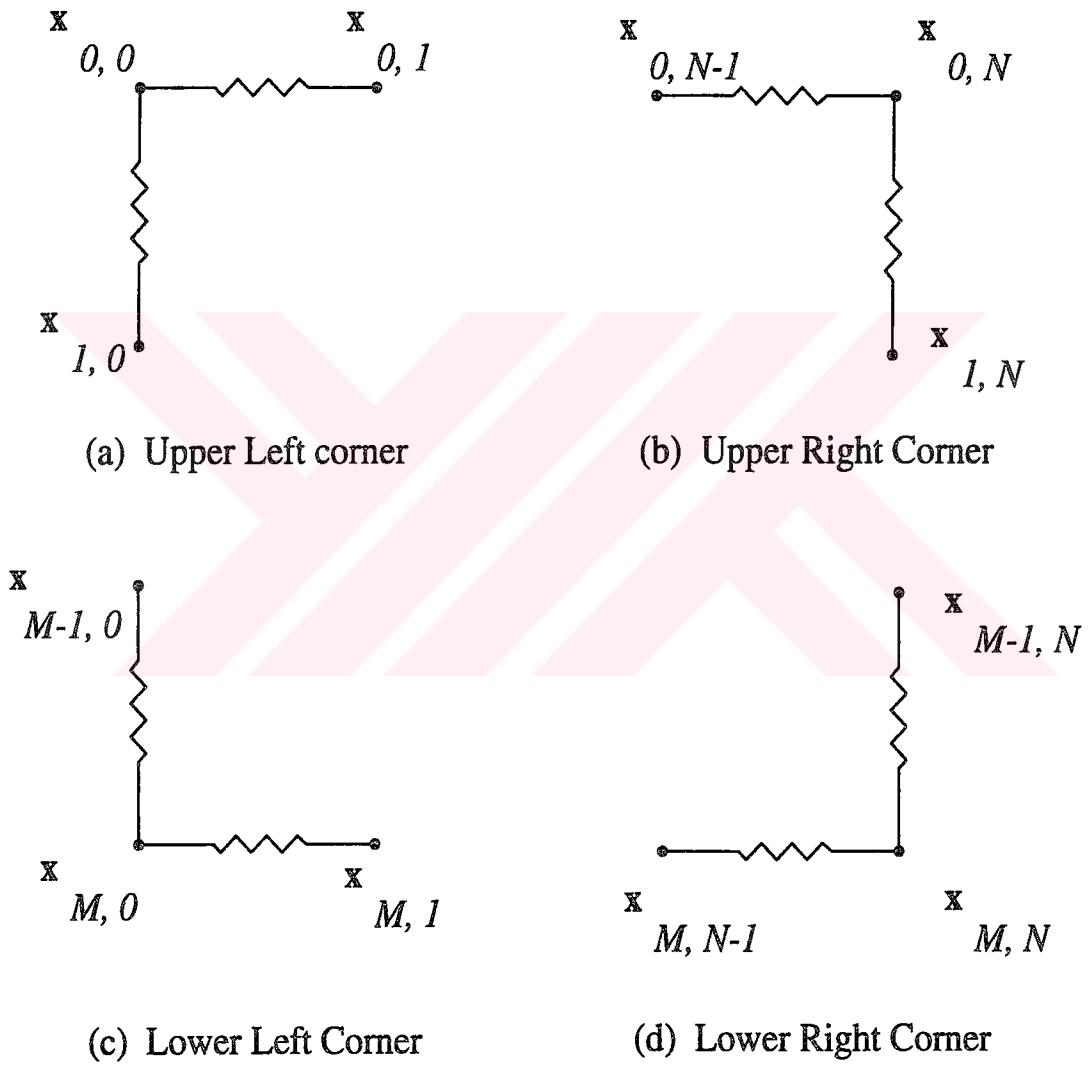 X 0, 0
X 0, 1
X 0, N-1
X 0, N
X 1, 0
X 1, N
(a) Upper Left corner
(b) Upper Right Corner
X M-1, 0
X M-1, N
X M, 0
X M, 1
X M, N-1
X M, N
(c) Lower Left Corner
(d) Lower Right Corner